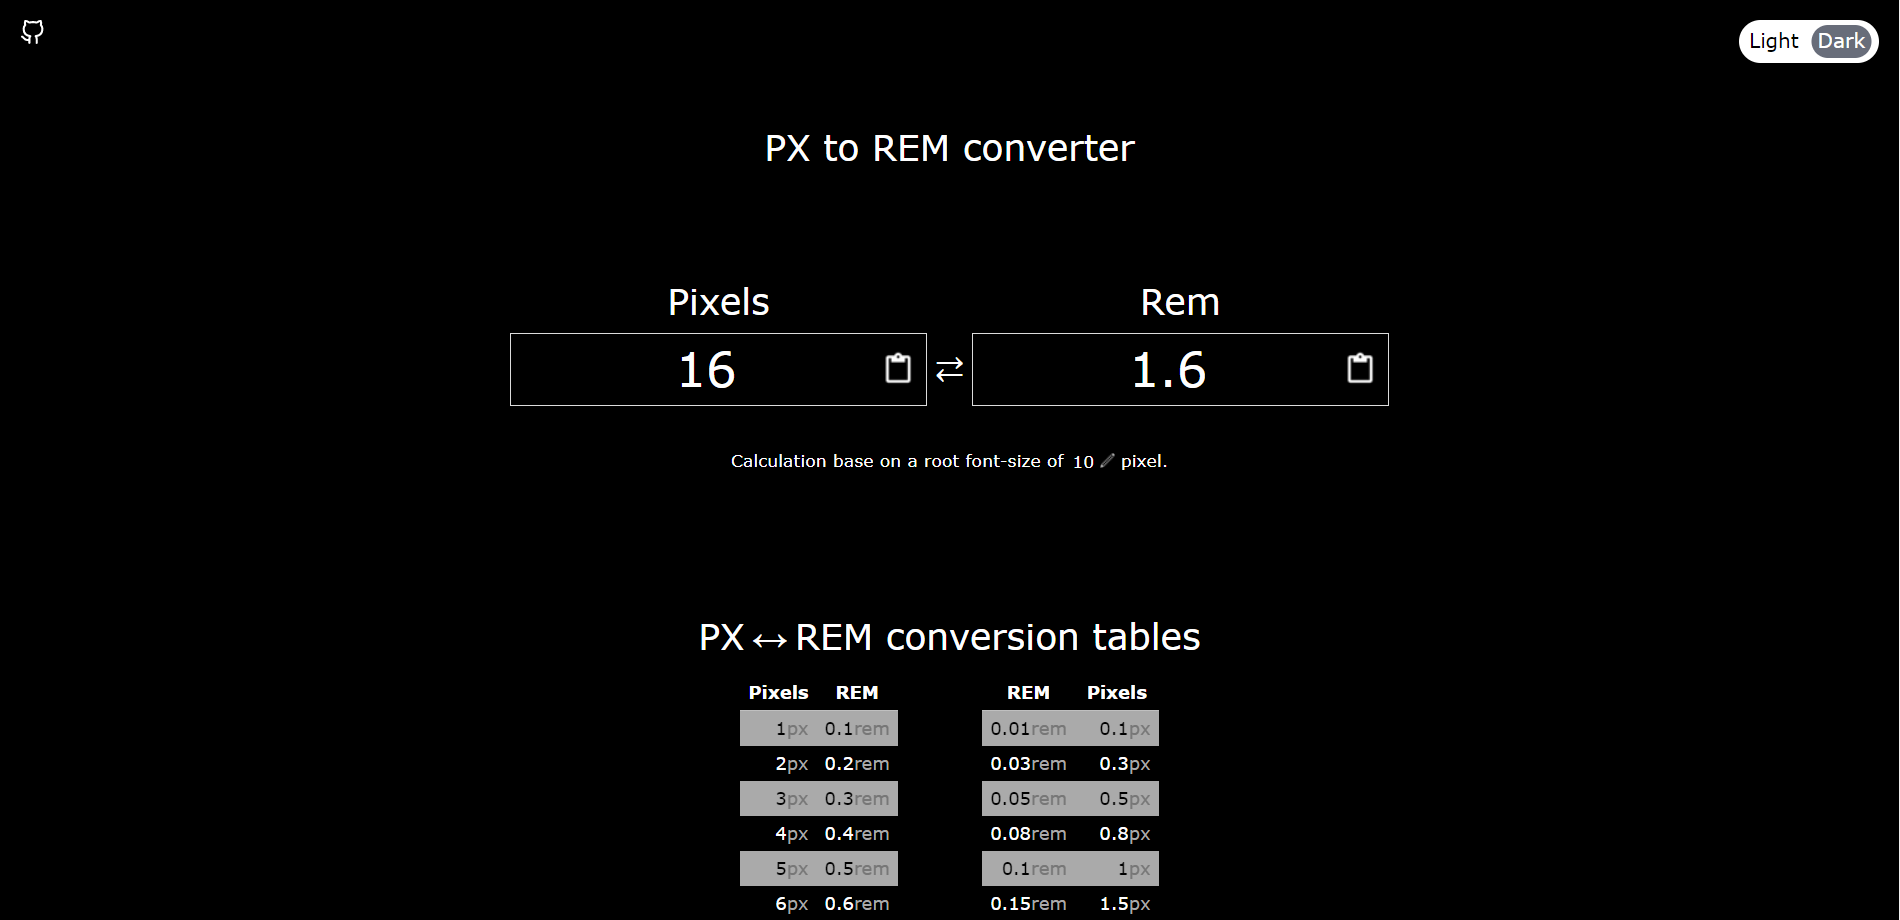 Light Dark
PX to REM converter
Pixels Rem
16 ⇄ 1.6
Calculation base on a root font-size of 10 pixel.
PX↔REM conversion tables
Pixels REM REM Pixels
1px 0.1rem 0.01rem 0.1px
2px 0.2rem 0.03rem 0.3px
3px 0.3rem 0.05rem 0.5px
4px 0.4rem 0.08rem 0.8px
5px 0.5rem 0.1rem 1px
6px 0.6rem 0.15rem 1.5px